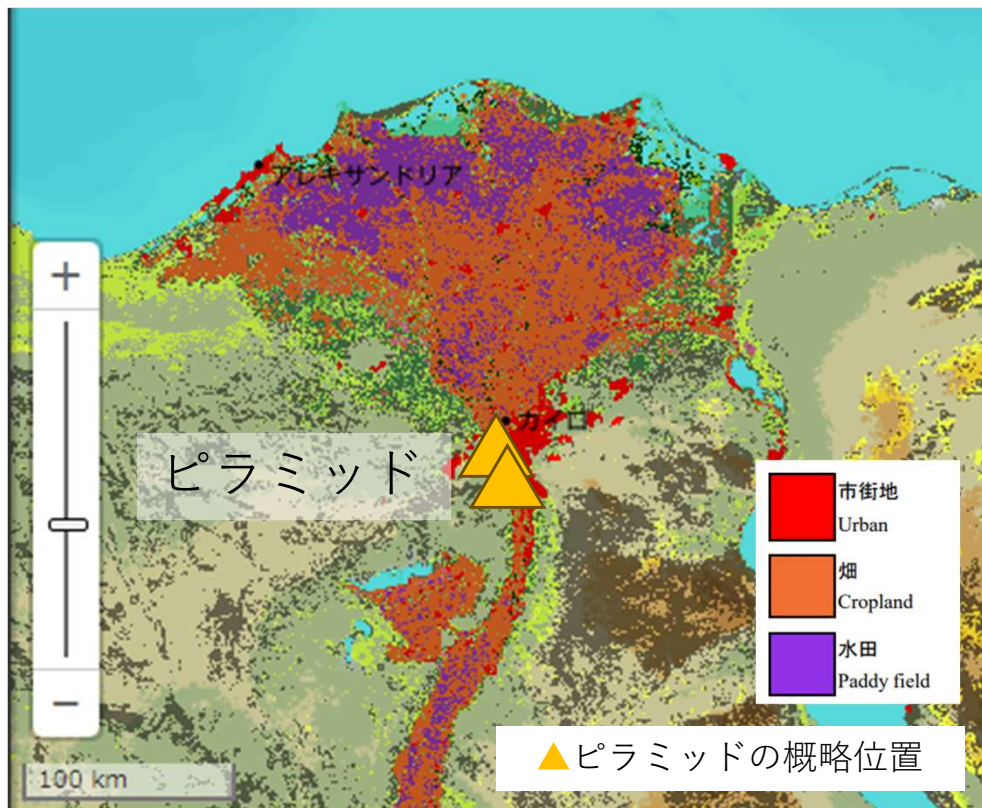 アレキサンドリア
カイロ
ピラミッド
+
−
市街地
Urban
畑
Cropland
水田
Paddy field
▲ピラミッドの概略位置
100 km